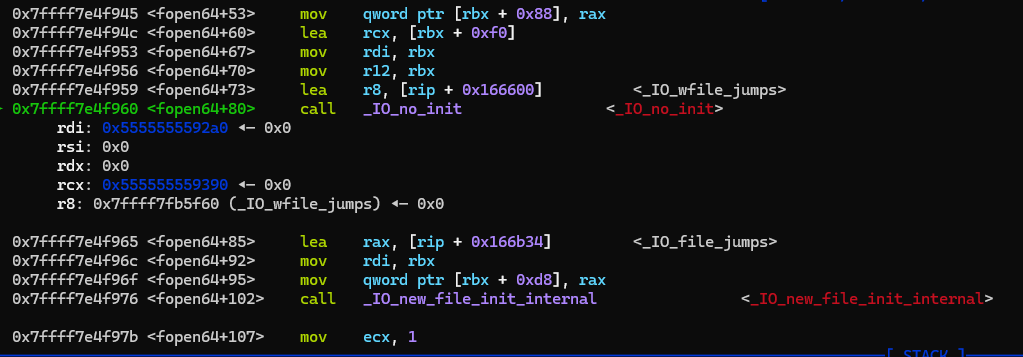 0x7ffff7e4f945 <fopen64+53> mov qword ptr [rbx + 0x88], rax
0x7ffff7e4f94c <fopen64+60> lea rcx, [rbx + 0xf0]
0x7ffff7e4f953 <fopen64+67> mov rdi, rbx
0x7ffff7e4f956 <fopen64+70> mov r12, rbx
0x7ffff7e4f959 <fopen64+73> lea r8, [rip + 0x166600] <_IO_wfile_jumps>
0x7ffff7e4f960 <fopen64+80> call _IO_no_init <_IO_no_init>
rdi: 0x5555555592a0 ◂— 0x0
rsi: 0x0
rdx: 0x0
rcx: 0x555555559390 ◂— 0x0
r8: 0x7ffff7fb5f60 (_IO_wfile_jumps) ◂— 0x0
0x7ffff7e4f965 <fopen64+85> lea rax, [rip + 0x166b34] <_IO_file_jumps>
0x7ffff7e4f96c <fopen64+92> mov rdi, rbx
0x7ffff7e4f96f <fopen64+95> mov qword ptr [rbx + 0xd8], rax
0x7ffff7e4f976 <fopen64+102> call _IO_new_file_init_internal <_IO_new_file_init_internal>
0x7ffff7e4f97b <fopen64+107> mov ecx, 1
[ STACK ]